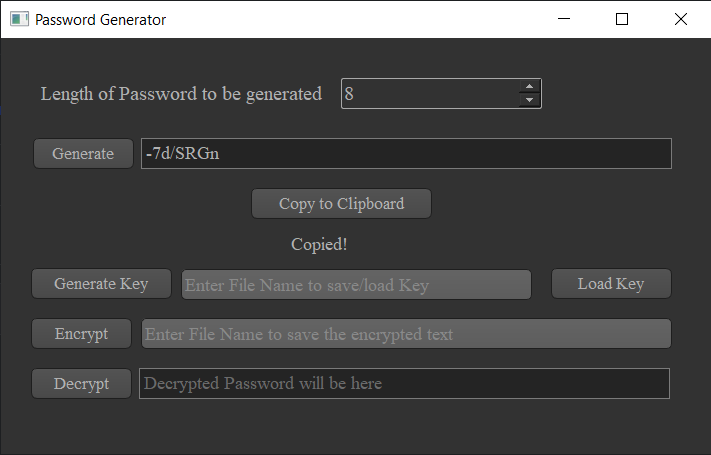 Password Generator
Length of Password to be generated 8
Generate -7d/SRGn
Copy to Clipboard
Copied!
Generate Key Enter File Name to save/load Key Load Key
Encrypt Enter File Name to save the encrypted text
Decrypt Decrypted Password will be here